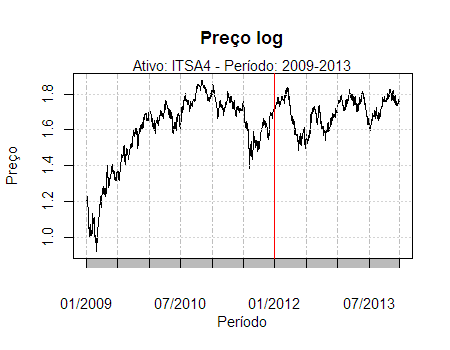 Preço log
Ativo: ITSA4 - Período: 2009-2013
Preço
1.8
1.6
1.4
1.2
1.0
01/2009
07/2010
01/2012
07/2013
Período